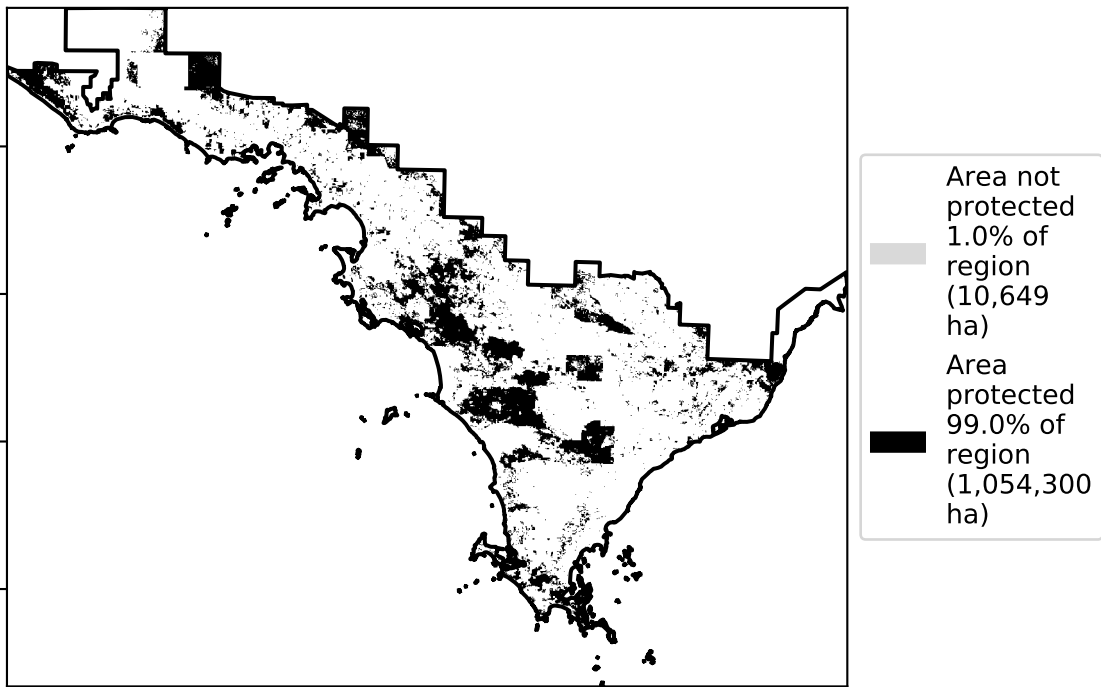 Area not
protected
1.0% of
region
(10,649
ha)
Area
protected
99.0% of
region
(1,054,300
ha)